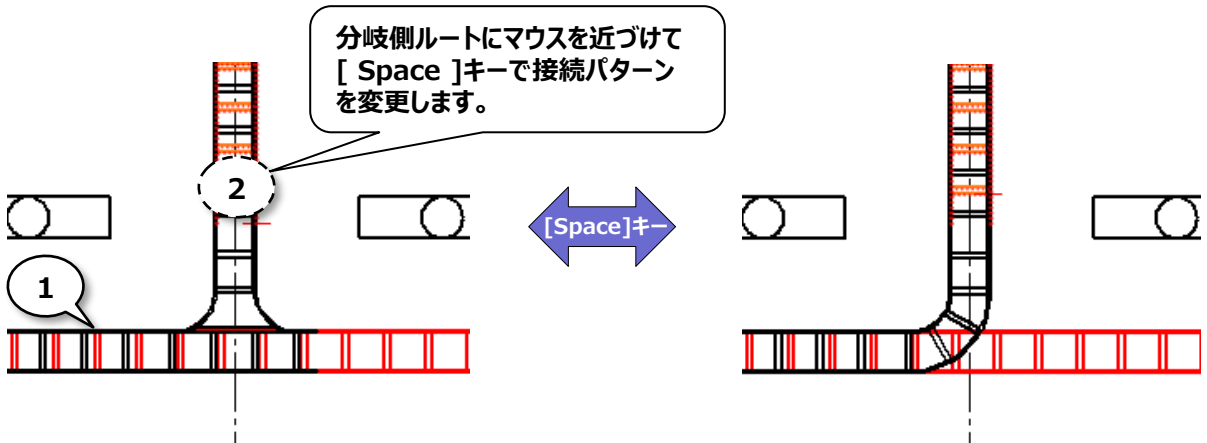 分岐側ルートにマウスを近づけて
[ Space ]キーで接続パターン
を変更します。
2
[Space]キー
1